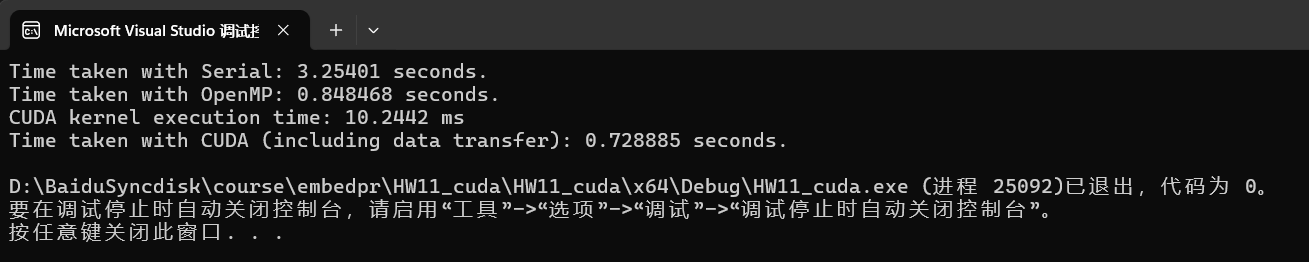 Microsoft Visual Studio 调试
Time taken with Serial: 3.25401 seconds.
Time taken with OpenMP: 0.848468 seconds.
CUDA kernel execution time: 10.2442 ms
Time taken with CUDA (including data transfer): 0.728885 seconds.
D:\BaiduSyncdisk\course\embedpr\HW11_cuda\HW11_cuda\x64\Debug\HW11_cuda.exe (进程 25092)已退出，代码为 0。
要在调试停止时自动关闭控制台，请启用“工具”->“选项”->“调试”->“调试停止时自动关闭控制台”。
按任意键关闭此窗口. . .